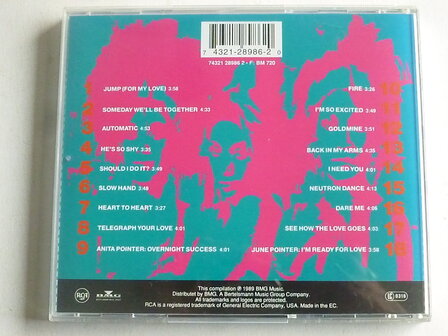 7 4321-28986-2 0
74321 28986 2 • F: BM 720
1 JUMP (FOR MY LOVE) 3:58
2 SOMEDAY WE'LL BE TOGETHER 4:33
3 AUTOMATIC 4:53
4 HE'S SO SHY 3:35
5 SHOULD I DO IT? 3:49
6 SLOW HAND 3:48
7 HEART TO HEART 3:27
8 TELEGRAPH YOUR LOVE 4:01
9 ANITA POINTER: OVERNIGHT SUCCESS 4:01
FIRE 3:26 10
I'M SO EXCITED 3:49 11
GOLDMINE 3:51 12
BACK IN MY ARMS 4:35 13
I NEED YOU 4:01 14
NEUTRON DANCE 4:13 15
DARE ME 4:06 16
SEE HOW THE LOVE GOES 4:03 17
JUNE POINTER: I'M READY FOR LOVE 3:58 18
RCA
BMG
This compilation ℗ 1989 BMG Music.
Distributet by BMG. A Bertelsmann Music Group Company.
All trademarks and logos are protected.
RCA is a registered trademark of General Electric Company, USA. Made in the EC.
LC 0316